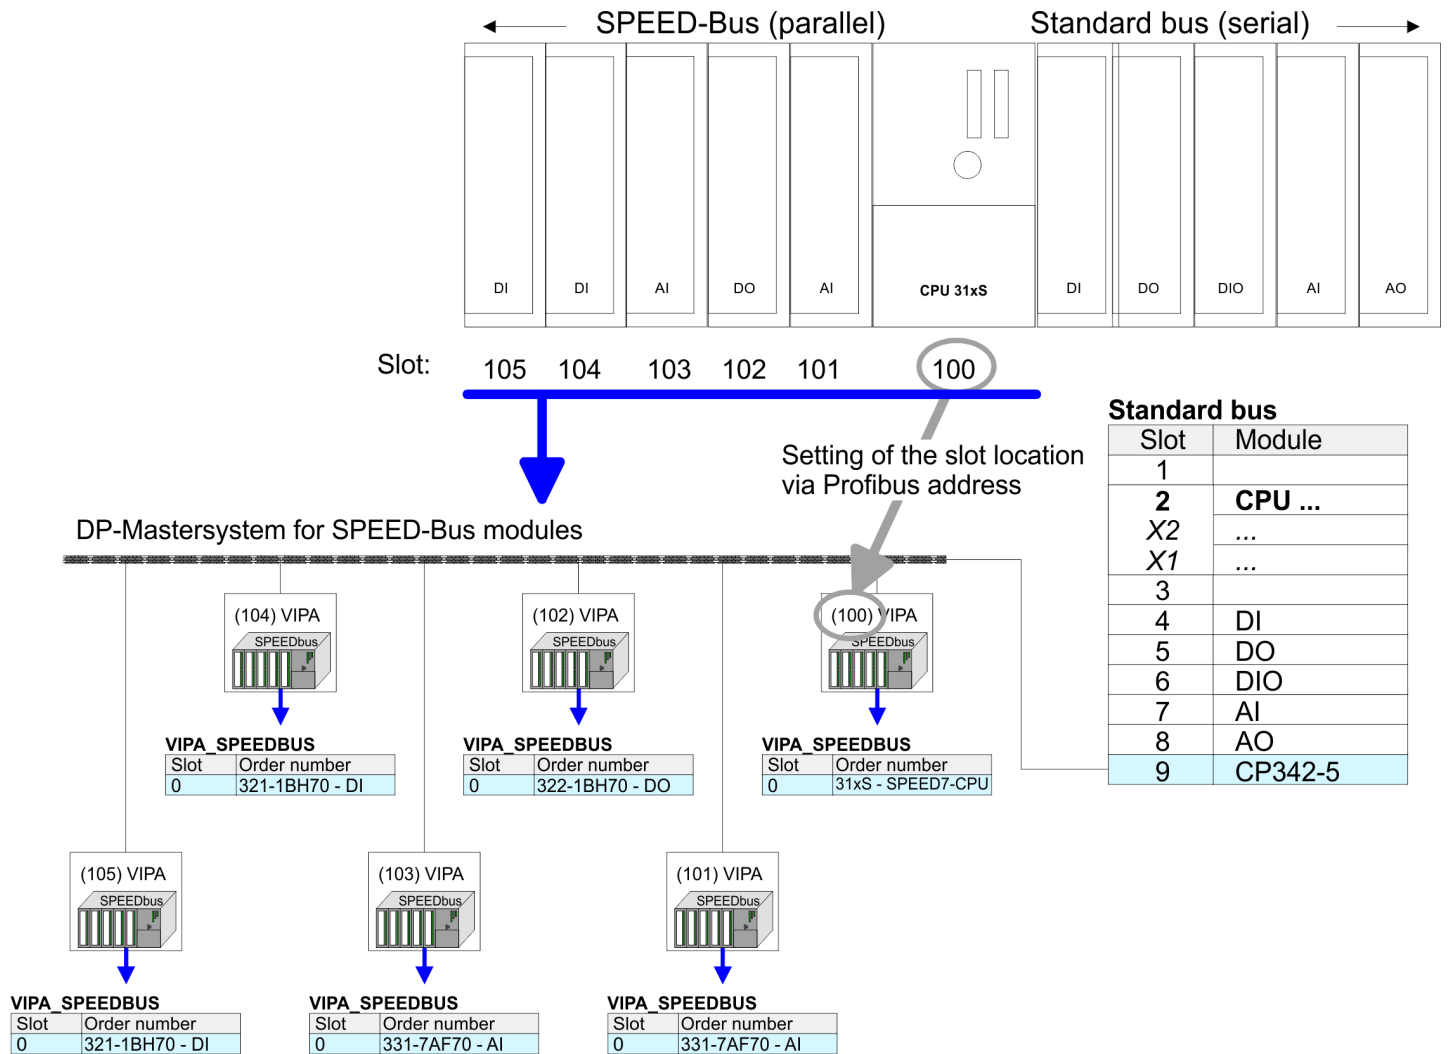 SPEED-Bus (parallel) Standard bus (serial)
DI DI AI DO AI CPU 31xS DI DO DIO AI AO
Slot: 105 104 103 102 101 100
Standard bus
Slot Module
1
2 CPU ...
X2 ...
X1 ...
3
4 DI
5 DO
6 DIO
7 AI
8 AO
9 CP342-5
Setting of the slot location
via Profibus address
DP-Mastersystem for SPEED-Bus modules
(104) VIPA
SPEEDbus
VIPA_SPEEDBUS
Slot Order number
0 321-1BH70 - DI
(102) VIPA
SPEEDbus
VIPA_SPEEDBUS
Slot Order number
0 322-1BH70 - DO
(100) VIPA
SPEEDbus
VIPA_SPEEDBUS
Slot Order number
0 31xS - SPEED7-CPU
(105) VIPA
SPEEDbus
VIPA_SPEEDBUS
Slot Order number
0 321-1BH70 - DI
(103) VIPA
SPEEDbus
VIPA_SPEEDBUS
Slot Order number
0 331-7AF70 - AI
(101) VIPA
SPEEDbus
VIPA_SPEEDBUS
Slot Order number
0 331-7AF70 - AI